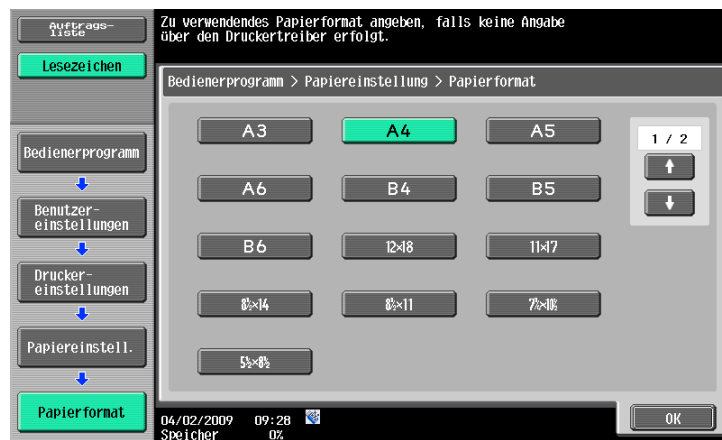 Auftrags-
liste
Lesezeichen
Bedienerprogramm
Benutzer-
einstellungen
Drucker-
einstellungen
Papiereinstell.
Papierformat
Zu verwendendes Papierformat angeben, falls keine Angabe
über den Druckertreiber erfolgt.
Bedienerprogramm > Papiereinstellung > Papierformat
A3
A4
A5
A6
B4
B5
B6
12×18
11×17
8½×14
8½×11
7¼×10½
5½×8½
1 / 2
04/02/2009 09:28
Speicher 0%
OK